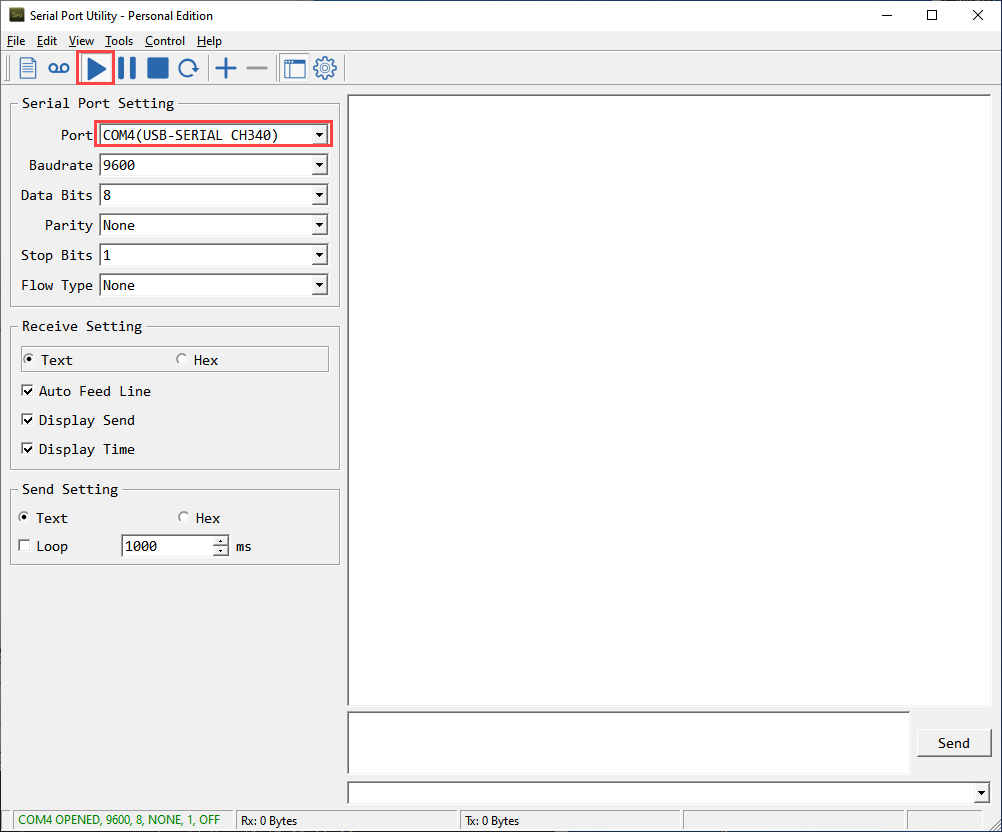 Serial Port Utility - Personal Edition
File Edit View Tools Control Help
Serial Port Setting
Port COM4(USB-SERIAL CH340)
Baudrate 9600
Data Bits 8
Parity None
Stop Bits 1
Flow Type None
Receive Setting
Text Hex
Auto Feed Line
Display Send
Display Time
Send Setting
Text Hex
Loop 1000 ms
Send
COM4 OPENED, 9600, 8, NONE, 1, OFF Rx: 0 Bytes Tx: 0 Bytes